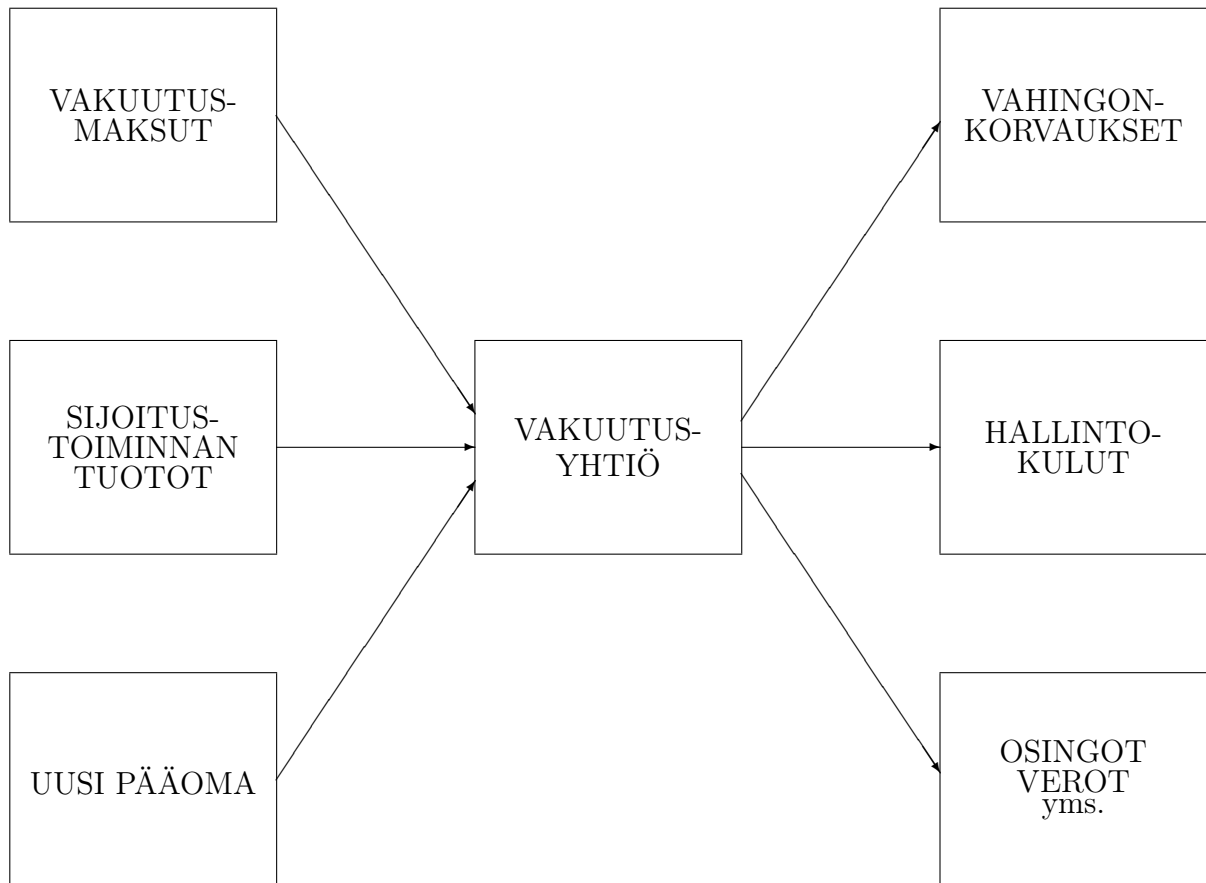 VAKUUTUS-
MAKSUT
VAHINGON-
KORVAUKSET
SIJOITUS-
TOIMINNAN
TUOTOT
VAKUUTUS-
YHTIÖ
HALLINTO-
KULUT
UUSI PÄÄOMA
OSINGOT
VEROT
yms.